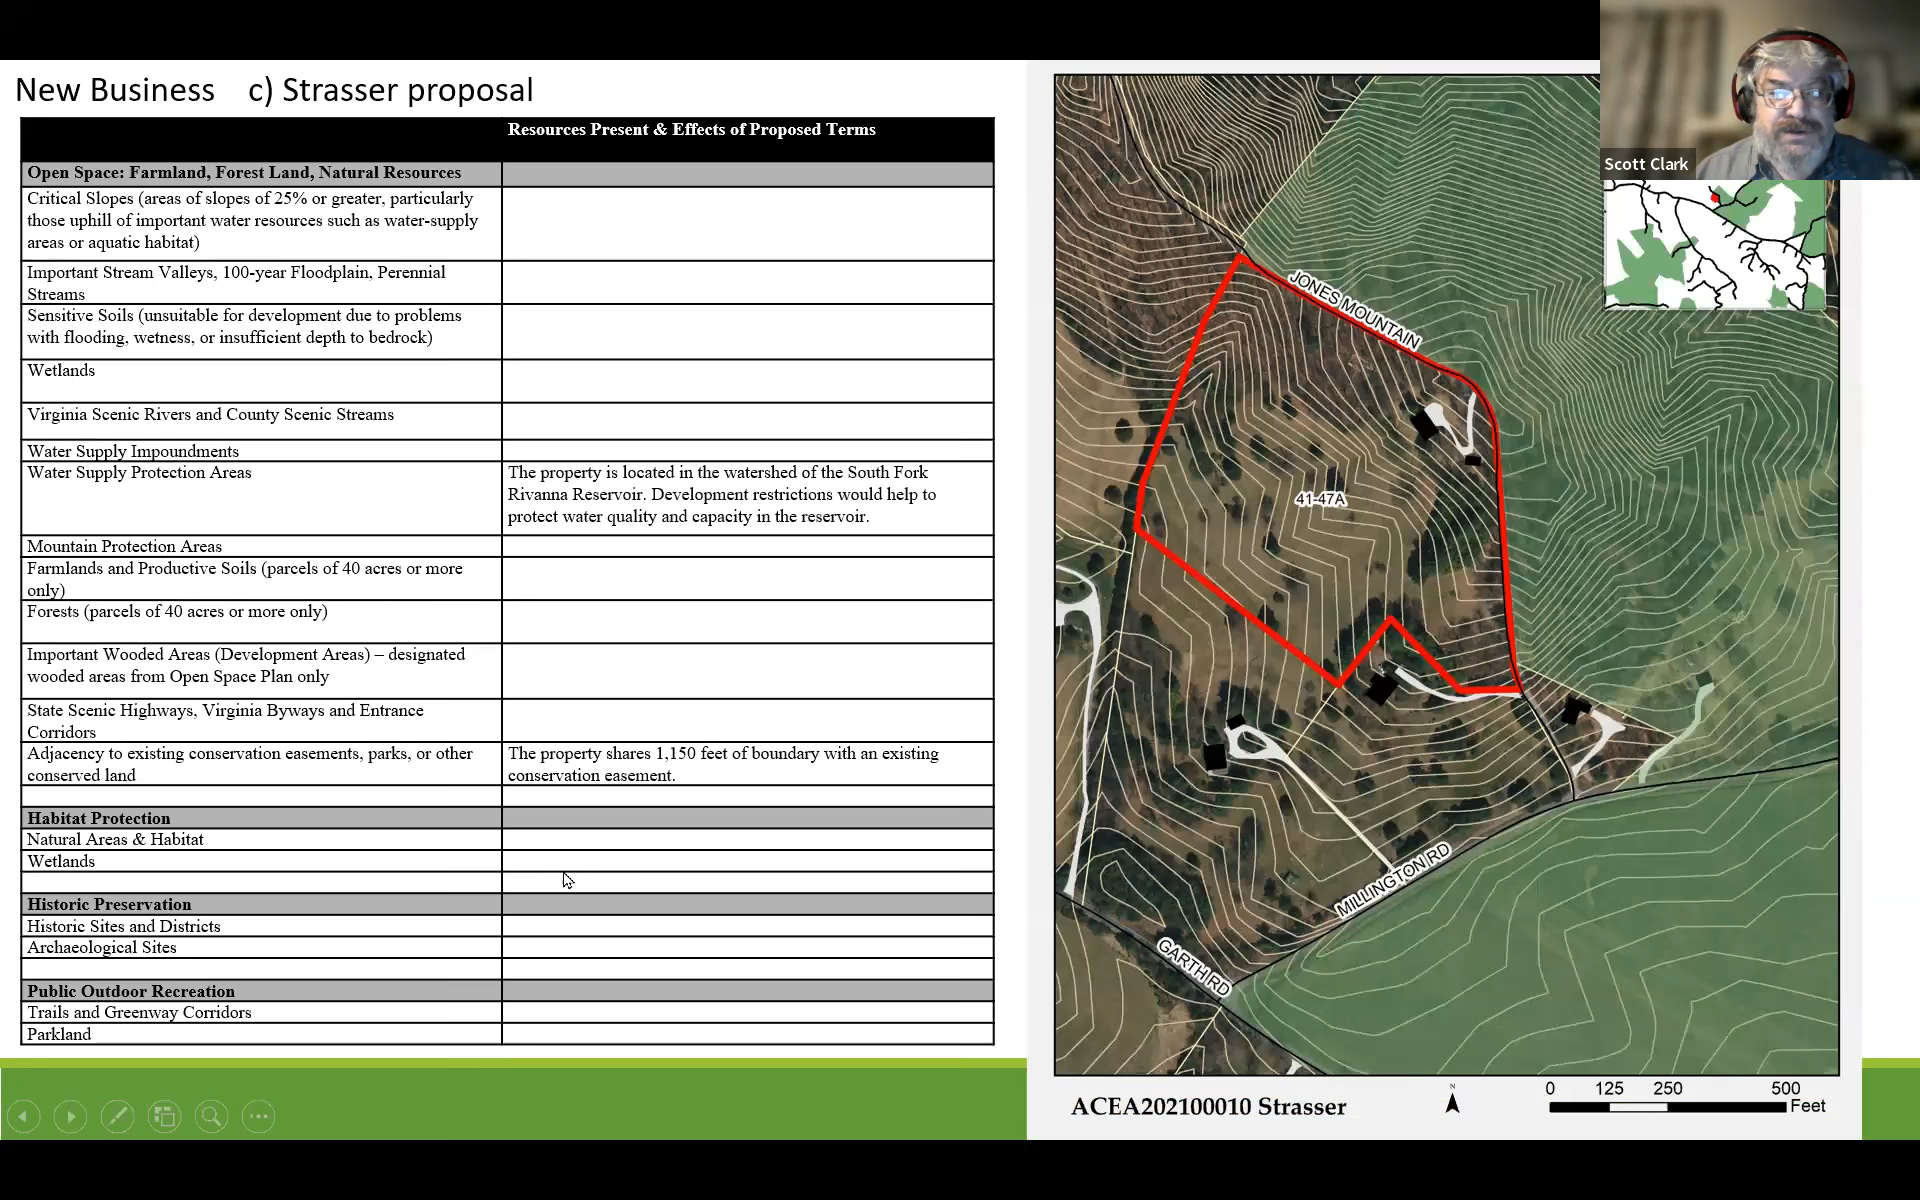 New Business c) Strasser proposal
Resources Present & Effects of Proposed Terms
Open Space: Farmland, Forest Land, Natural Resources
Critical Slopes (areas of slopes of 25% or greater, particularly
those uphill of important water resources such as water-supply
areas or aquatic habitat)
Important Stream Valleys, 100-year Floodplain, Perennial
Streams
Sensitive Soils (unsuitable for development due to problems
with flooding, wetness, or insufficient depth to bedrock)
Wetlands
Virginia Scenic Rivers and County Scenic Streams
Water Supply Impoundments
Water Supply Protection Areas
The property is located in the watershed of the South Fork
Rivanna Reservoir. Development restrictions would help to
protect water quality and capacity in the reservoir.
Mountain Protection Areas
Farmlands and Productive Soils (parcels of 40 acres or more
only)
Forests (parcels of 40 acres or more only)
Important Wooded Areas (Development Areas) – designated
wooded areas from Open Space Plan only
State Scenic Highways, Virginia Byways and Entrance
Corridors
Adjacency to existing conservation easements, parks, or other
conserved land
The property shares 1,150 feet of boundary with an existing
conservation easement.
Habitat Protection
Natural Areas & Habitat
Wetlands
Historic Preservation
Historic Sites and Districts
Archaeological Sites
Public Outdoor Recreation
Trails and Greenway Corridors
Parkland
Scott Clark
JONES MOUNTAIN
41-47A
MILLINGTON RD
GARTH RD
ACEA202100010 Strasser
N
0 125 250 500
Feet